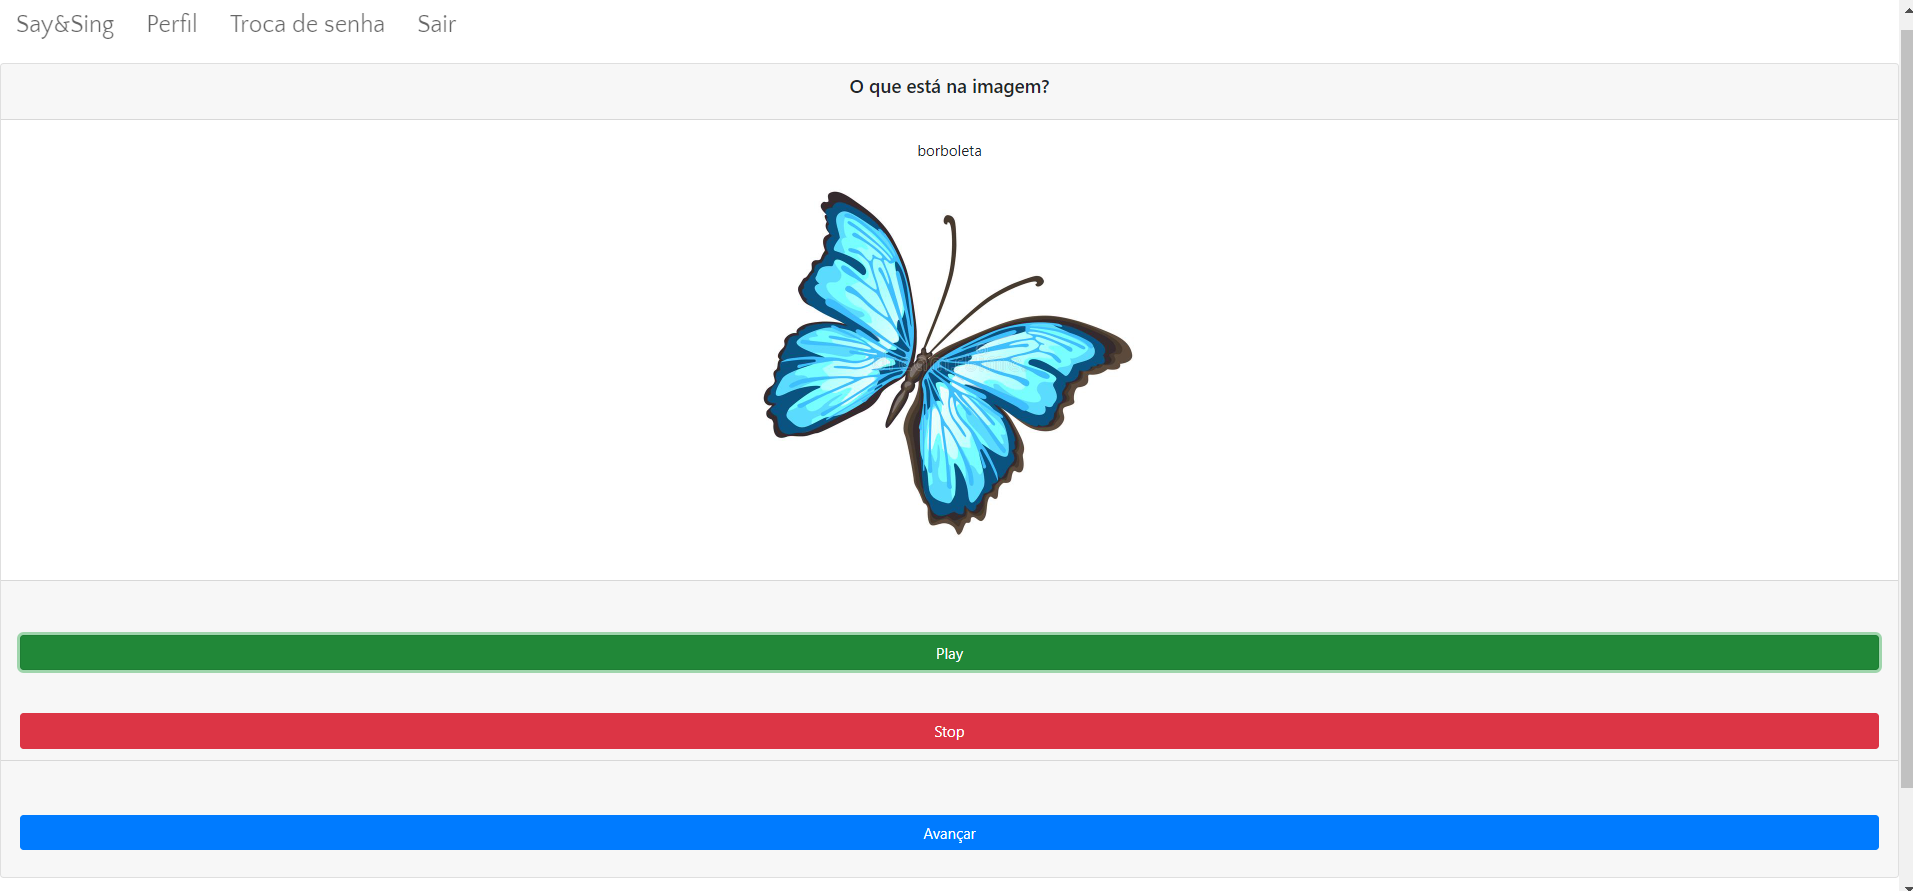 Say&Sing Perfil Troca de senha Sair
O que está na imagem?
borboleta
Play
Stop
Avançar